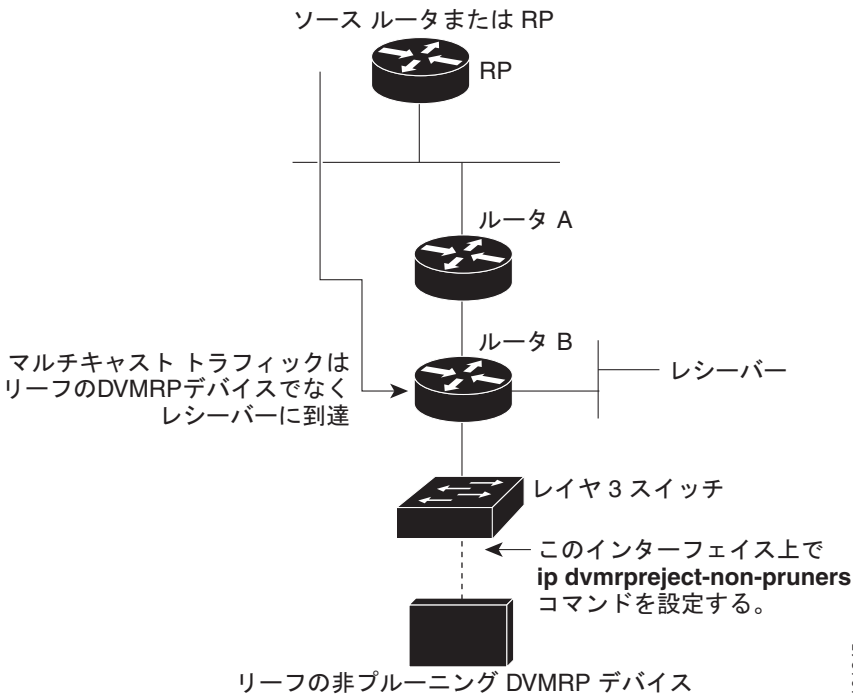 ソース ルータまたは RP
RP
ルータ A
ルータ B
マルチキャスト トラフィックは
リーフのDVMRPデバイスでなく
レシーバーに到達
レシーバー
レイヤ 3 スイッチ
このインターフェイス上で
ip dvmrpreject-non-pruners
コマンドを設定する。
リーフの非プルーニング DVMRP デバイス